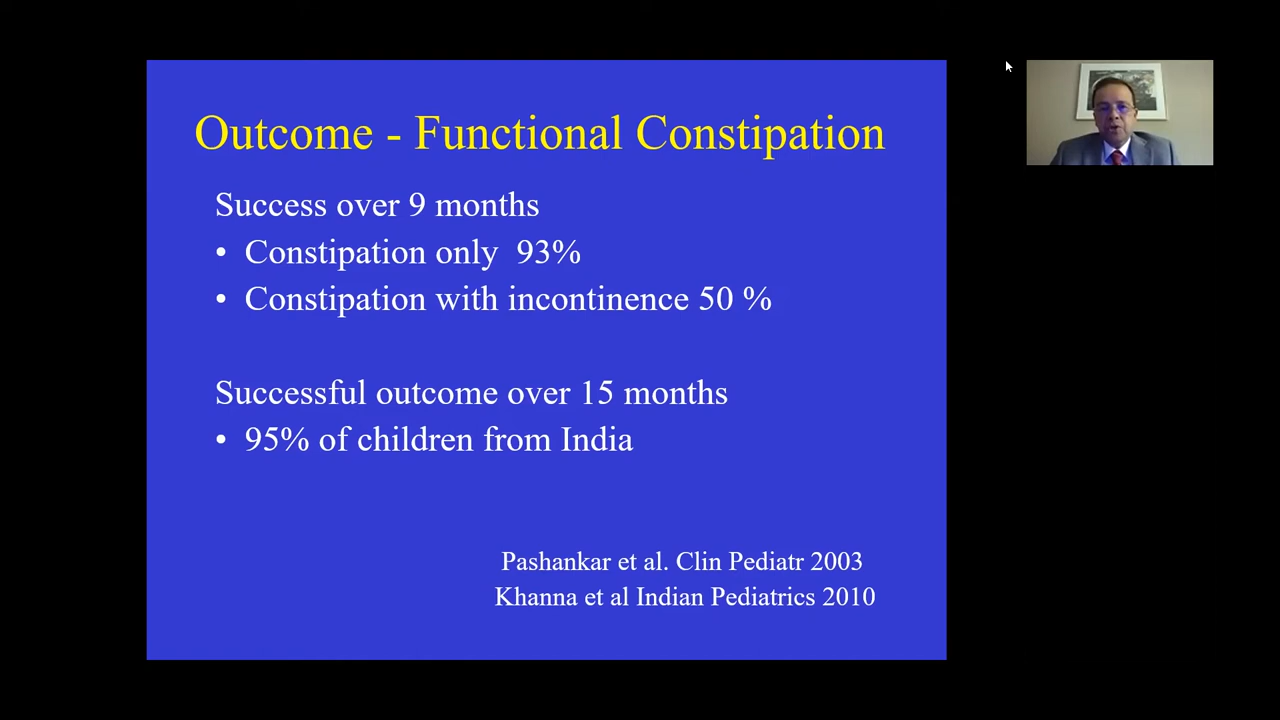 Outcome - Functional Constipation
Success over 9 months
• Constipation only 93%
• Constipation with incontinence 50 %
Successful outcome over 15 months
• 95% of children from India
Pashankar et al. Clin Pediatr 2003
Khanna et al Indian Pediatrics 2010